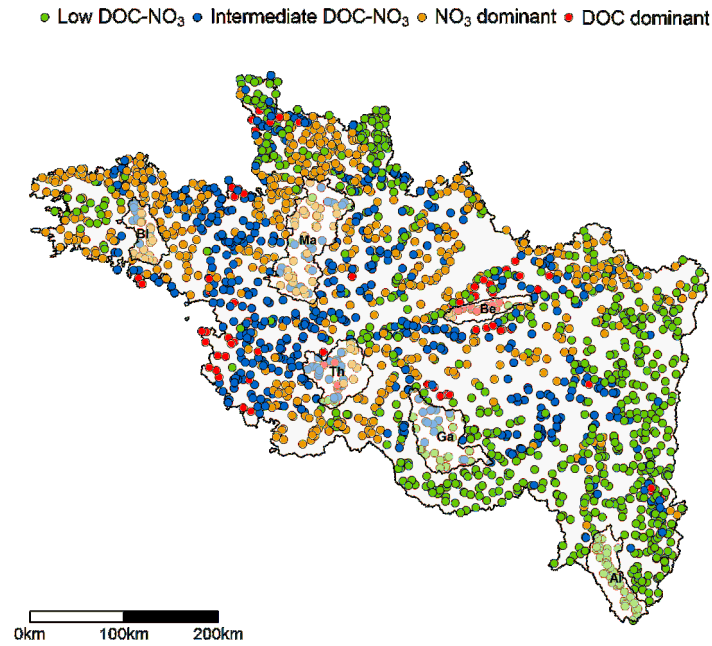 Low DOC-NO₃ Intermediate DOC-NO₃ NO₃ dominant DOC dominant
Bl
Ma
Be
Th
Ga
Al
0km 100km 200km